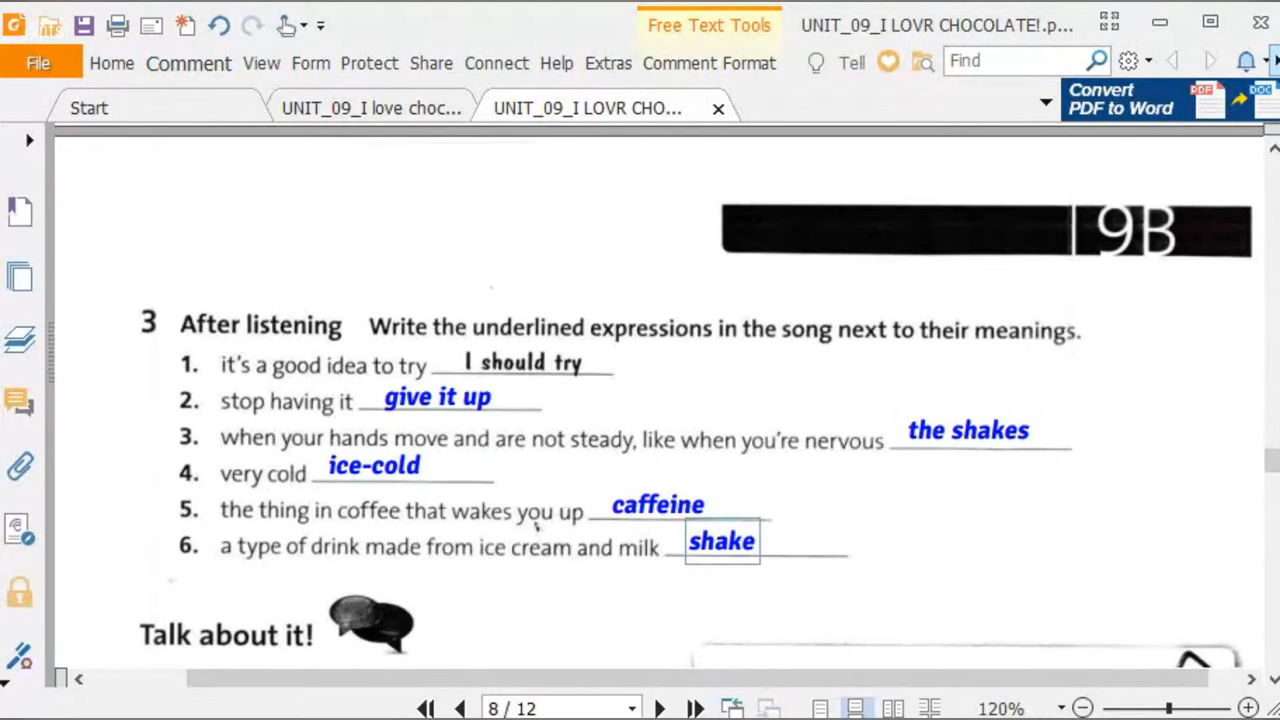 Free Text Tools UNIT_09_I LOVR CHOCOLATE!.p...
File Home Comment View Form Protect Share Connect Help Extras Comment Format Tell Find
Start UNIT_09_I love choc... UNIT_09_I LOVR CHO...
Convert
PDF to Word
PDF DOC
9B
3 After listening Write the underlined expressions in the song next to their meanings.
1. it's a good idea to try I should try
2. stop having it give it up
3. when your hands move and are not steady, like when you're nervous the shakes
4. very cold ice-cold
5. the thing in coffee that wakes you up caffeine
6. a type of drink made from ice cream and milk shake
Talk about it!
8 / 12 120%